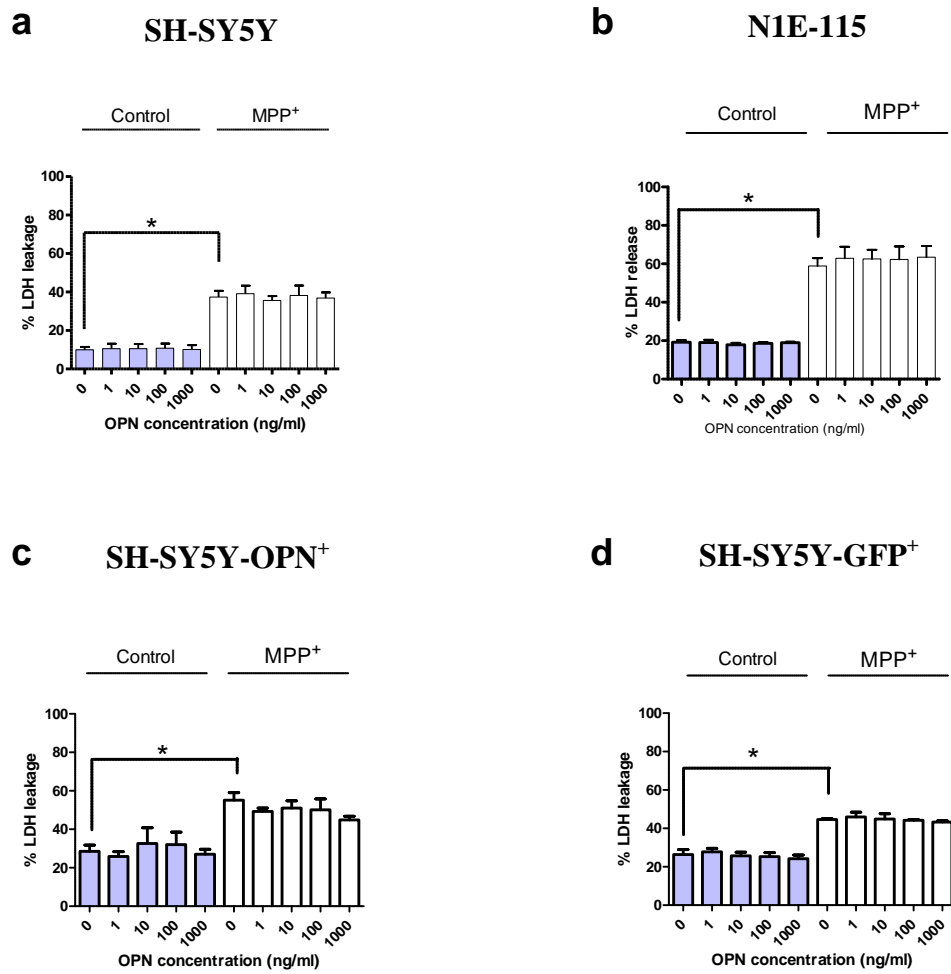 a SH-SY5Y
Control MPP⁺
% LDH leakage
100
80
60
40
20
0
*
0 1 10 100 1000 0 1 10 100 1000
OPN concentration (ng/ml)
b N1E-115
Control MPP⁺
% LDH release
100
80
60
40
20
0
*
0 1 10 100 1000 0 1 10 100 1000
OPN concentration (ng/ml)
c SH-SY5Y-OPN⁺
Control MPP⁺
% LDH leakage
100
80
60
40
20
0
*
0 1 10 100 1000 0 1 10 100 1000
OPN concentration (ng/ml)
d SH-SY5Y-GFP⁺
Control MPP⁺
% LDH leakage
100
80
60
40
20
0
*
0 1 10 100 1000 0 1 10 100 1000
OPN concentration (ng/ml)